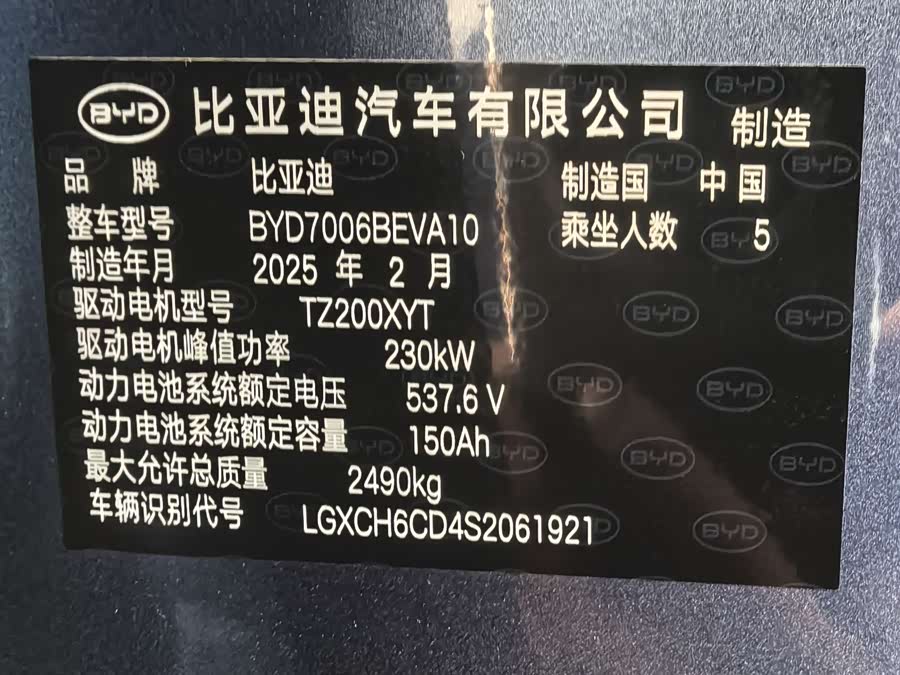 BYD 比亚迪汽车有限公司 制造
品牌 比亚迪 制造国 中国
整车型号 BYD7006BEVA10 乘坐人数 5
制造年月 2025 年 2 月
驱动电机型号 TZ200XYT
驱动电机峰值功率 230kW
动力电池系统额定电压 537.6 V
动力电池系统额定容量 150Ah
最大允许总质量 2490kg
车辆识别代号 LGXCH6CD4S2061921